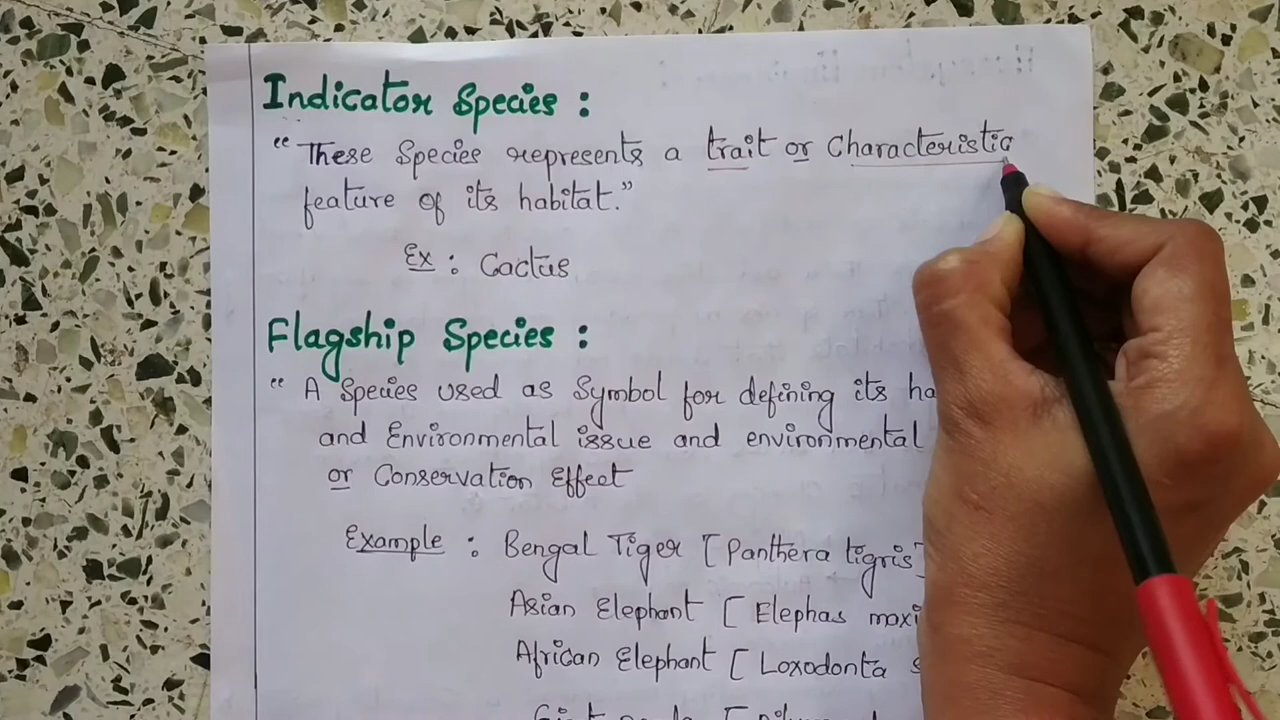 Indicator Species :
“ These Species represents a trait or Characteristic
feature of its habitat.”
Ex : Cactus
Flagship Species :
“ A Species used as Symbol for defining its
and Environmental issue and environmental
or Conservation Effect
Example : Bengal Tiger [Panthera tigris]
Asian Elephant [ Elephas
African Elephant [ Loxodonta